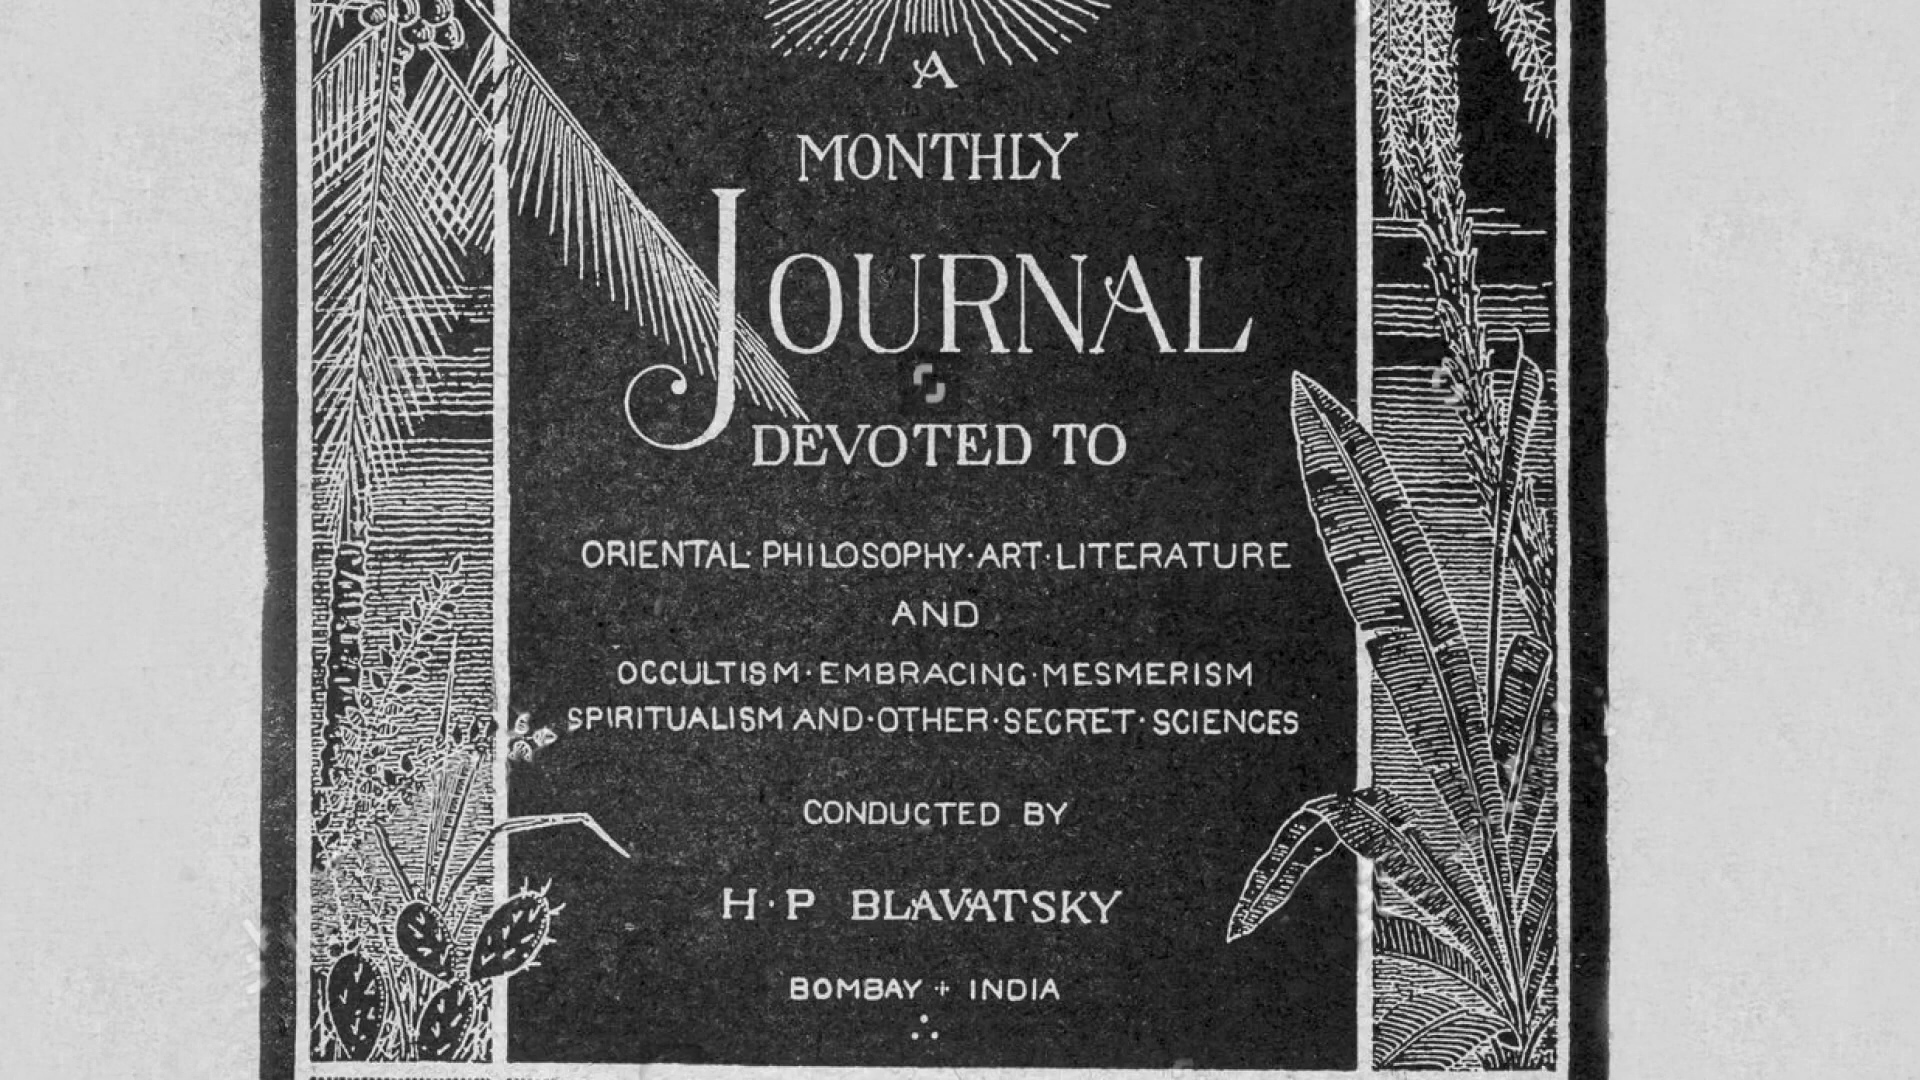 A
MONTHLY
JOURNAL
DEVOTED TO
ORIENTAL· PHILOSOPHY·ART·LITERATURE
AND
OCCULTISM·EMBRACING·MESMERISM
SPIRITUALISM AND·OTHER·SECRET·SCIENCES
CONDUCTED BY
H·P BLAVATSKY
BOMBAY + INDIA